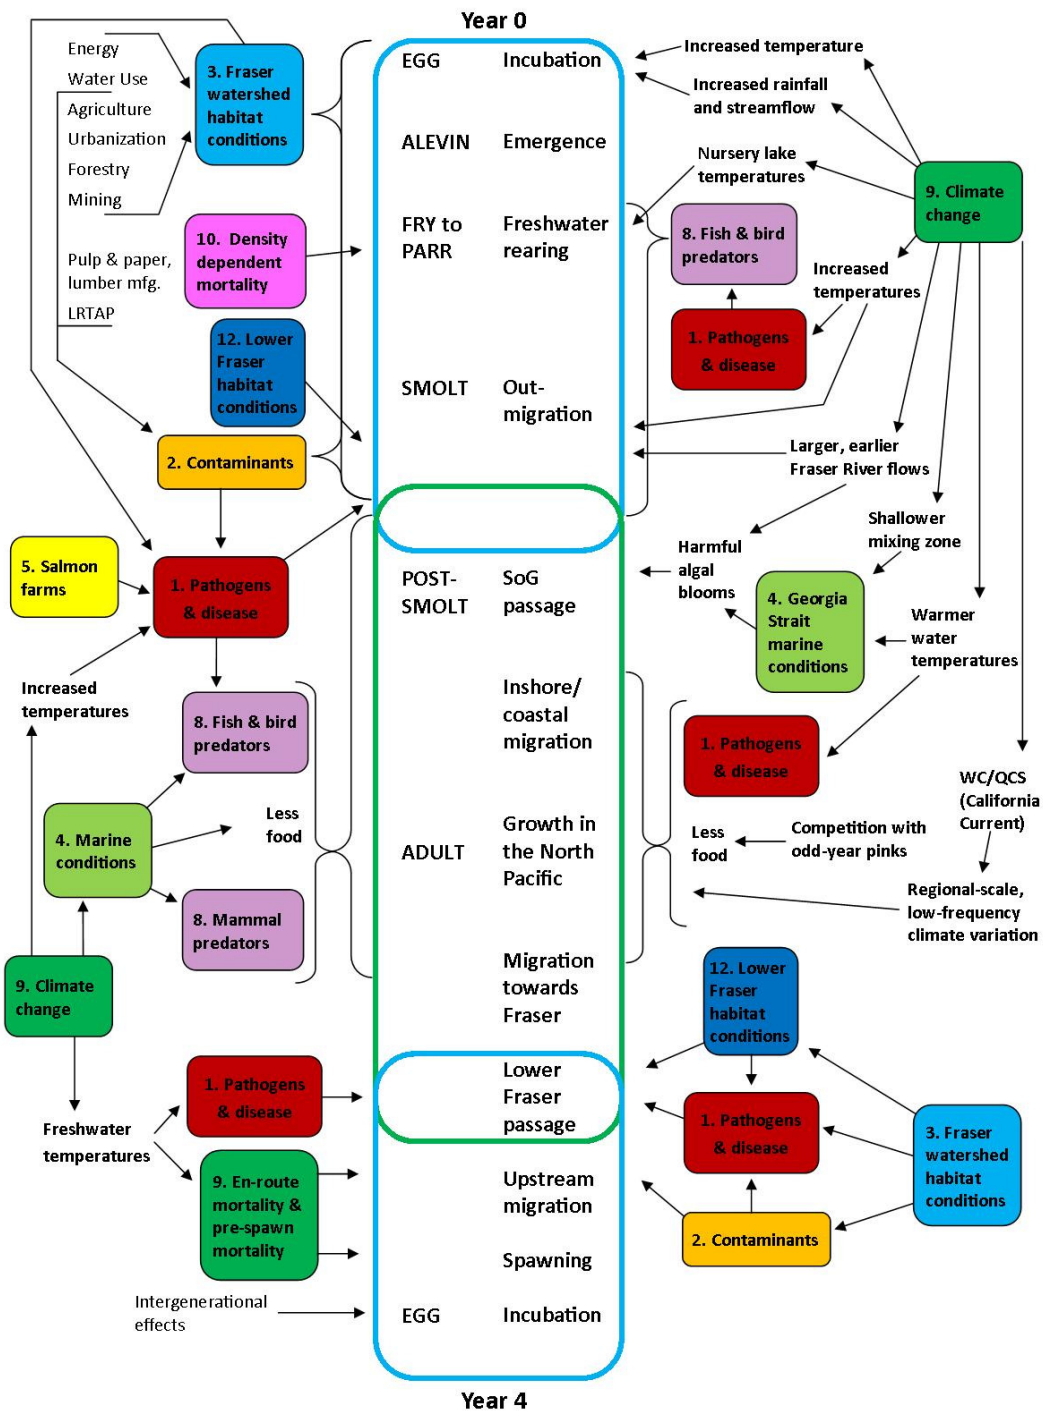 Year 0
Energy
Water Use
Agriculture
Urbanization
Forestry
Mining
Pulp & paper,
lumber mfg.
LRTAP
3. Fraser
watershed
habitat
conditions
10. Density
dependent
mortality
12. Lower
Fraser
habitat
conditions
2. Contaminants
5. Salmon
farms
1. Pathogens
& disease
Increased
temperatures
8. Fish & bird
predators
4. Marine
conditions
Less
food
8. Mammal
predators
9. Climate
change
Freshwater
temperatures
1. Pathogens
& disease
9. En-route
mortality &
pre-spawn
mortality
Intergenerational
effects
EGG Incubation
ALEVIN Emergence
FRY to Freshwater
PARR rearing
SMOLT Out-
migration
POST- SoG
SMOLT passage
Inshore/
coastal
migration
Growth in
ADULT the North
Pacific
Migration
towards
Fraser
Lower
Fraser
passage
Upstream
migration
Spawning
EGG Incubation
Increased temperature
Increased rainfall
and streamflow
Nursery lake
temperatures
9. Climate
change
8. Fish & bird
predators
Increased
temperatures
1. Pathogens
& disease
Larger, earlier
Fraser River flows
Shallower
mixing zone
Harmful
algal
blooms
4. Georgia
Strait
marine
conditions
Warmer
water
temperatures
1. Pathogens
& disease
WC/QCS
(California
Current)
Less
food
Competition with
odd-year pinks
Regional-scale,
low-frequency
climate variation
12. Lower
Fraser
habitat
conditions
1. Pathogens
& disease
3. Fraser
watershed
habitat
conditions
2. Contaminants
Year 4